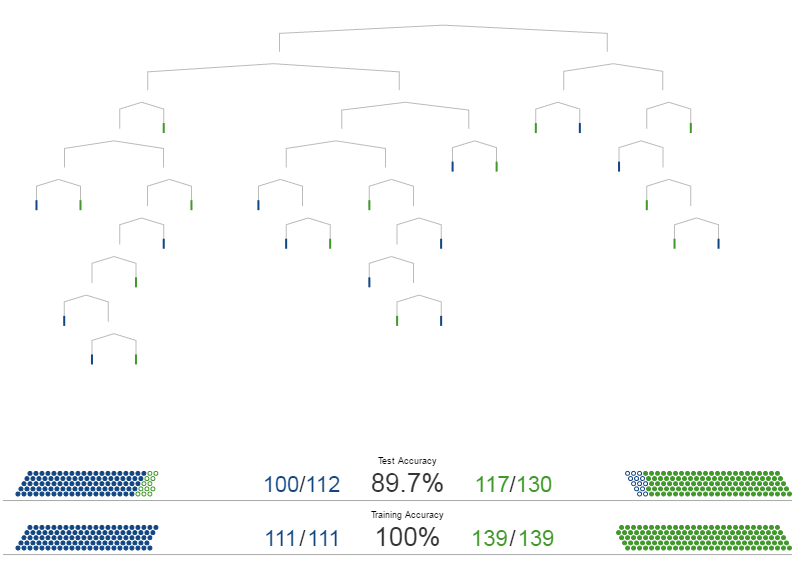 Test Accuracy
100/112 89.7% 117/130
Training Accuracy
111/111 100% 139/139